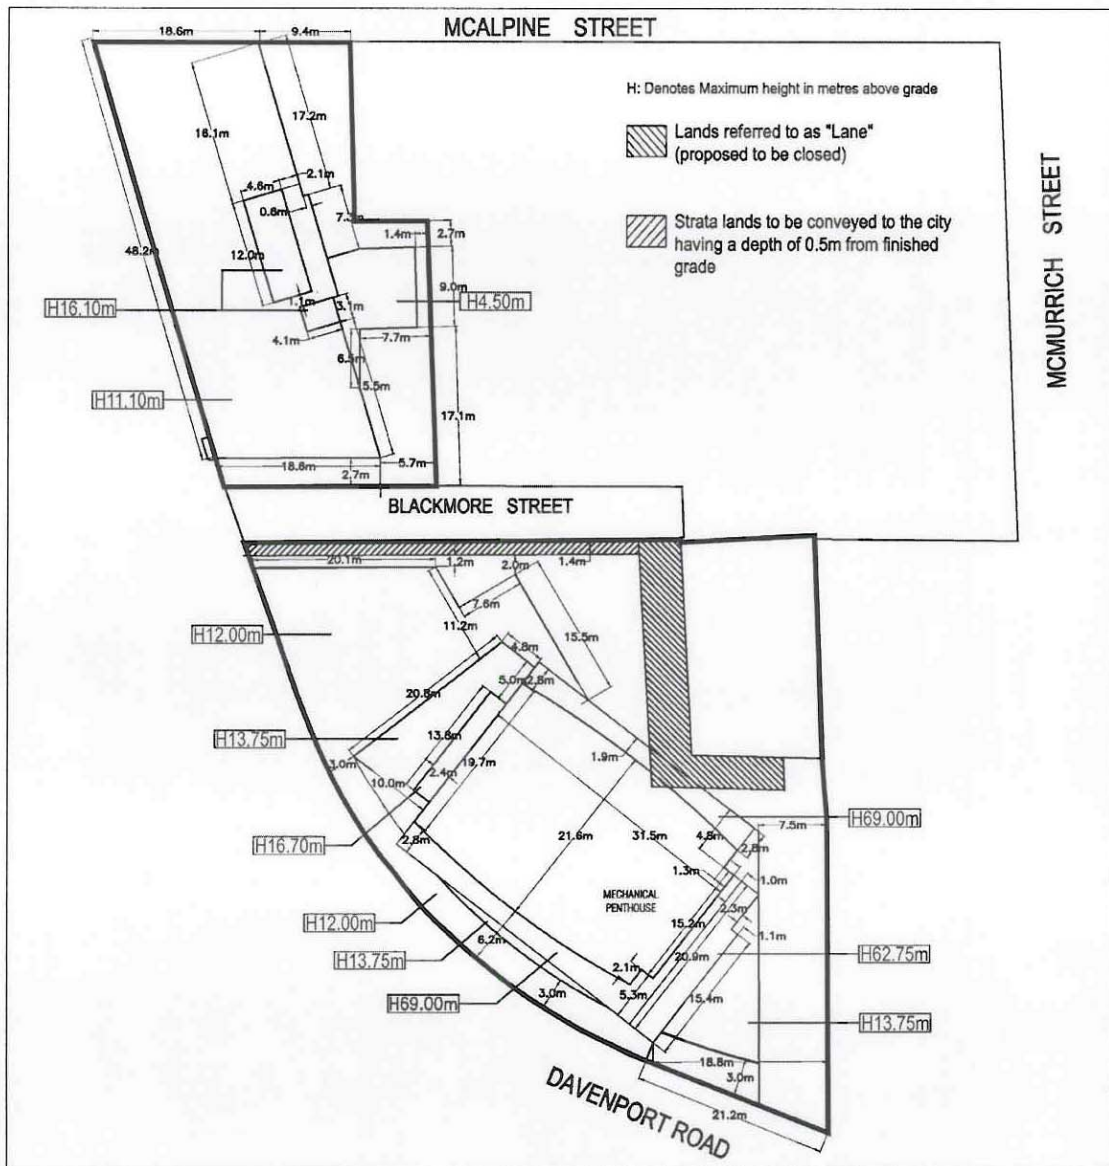 MCALPINE STREET
18.6m
9.4m
H: Denotes Maximum height in metres above grade
Lands referred to as "Lane"
(proposed to be closed)
Strata lands to be conveyed to the city
having a depth of 0.5m from finished
grade
MCMURRICH STREET
17.2m
16.1m
2.1m
4.6m
0.6m
1.4m
2.7m
48.2m
12.0m
9.0m
H16.10m
1.1m
3.1m
H4.50m
4.1m
7.7m
6.5m
5.5m
H11.10m
17.1m
18.6m
5.7m
2.7m
BLACKMORE STREET
20.1m
1.2m
2.0m
1.4m
7.6m
H12.00m
11.2m
15.5m
4.8m
5.0m
2.8m
20.8m
H13.75m
13.8m
1.9m
3.0m
2.4m
19.7m
10.0m
H69.00m
21.6m
31.5m
4.8m
7.5m
H16.70m
2.8m
2.8m
1.3m
1.0m
MECHANICAL
PENTHOUSE
2.3m
H12.00m
15.2m
1.1m
6.2m
H13.75m
20.9m
H62.75m
2.1m
H69.00m
3.0m
5.3m
15.4m
H13.75m
18.8m
3.0m
DAVENPORT ROAD
21.2m